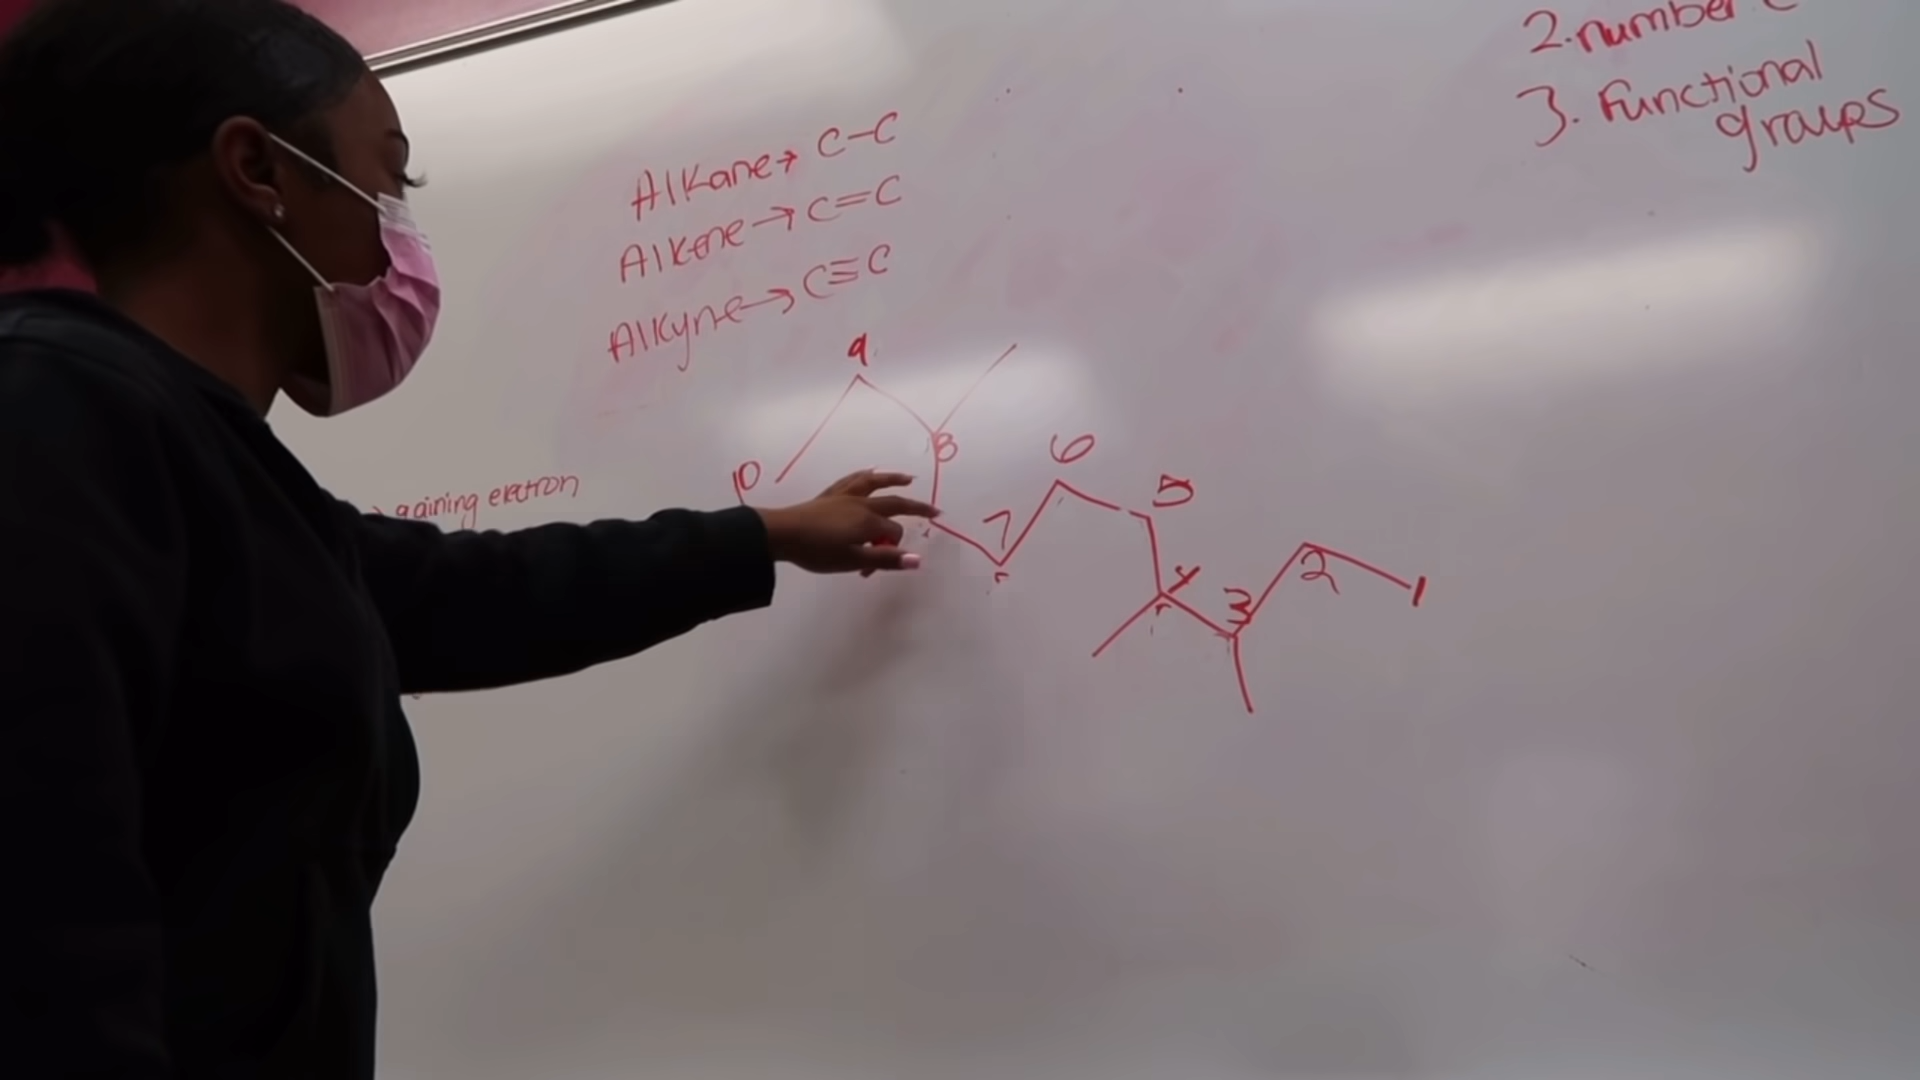 2. number
3. Functional
groups
Alkane → C–C
Alkene → C=C
Alkyne → C≡C
9
8
10
7
6
5
4
3
2
1
→ gaining electron